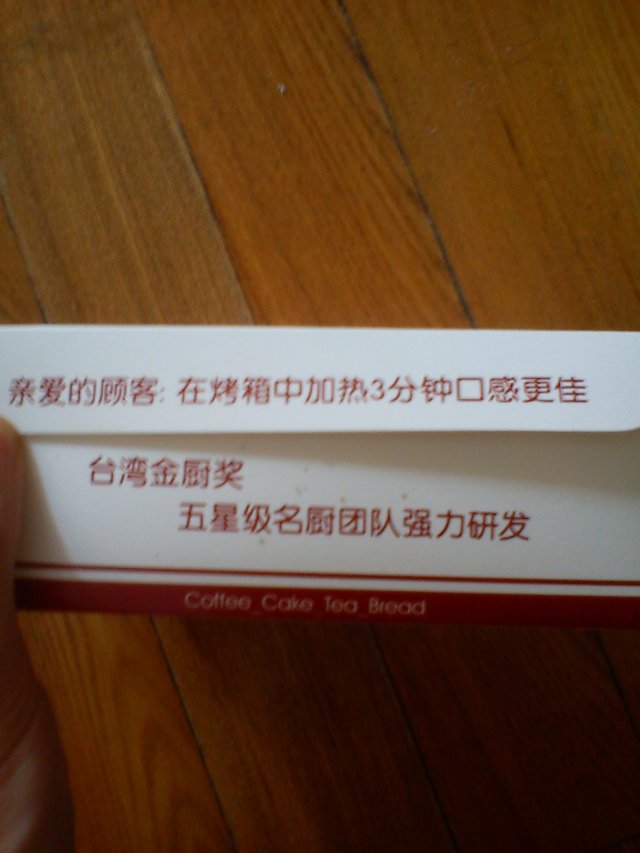 亲爱的顾客: 在烤箱中加热3分钟口感更佳
台湾金厨奖
五星级名厨团队强力研发
Coffee Cake Tea Bread